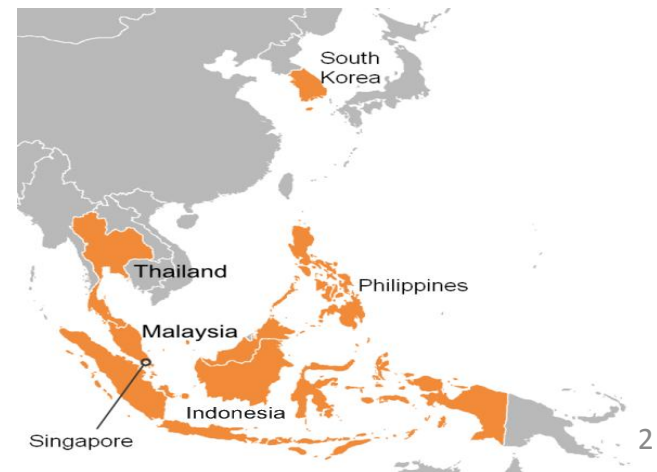 South
Korea
Thailand
Philippines
Malaysia
Indonesia
Singapore
2